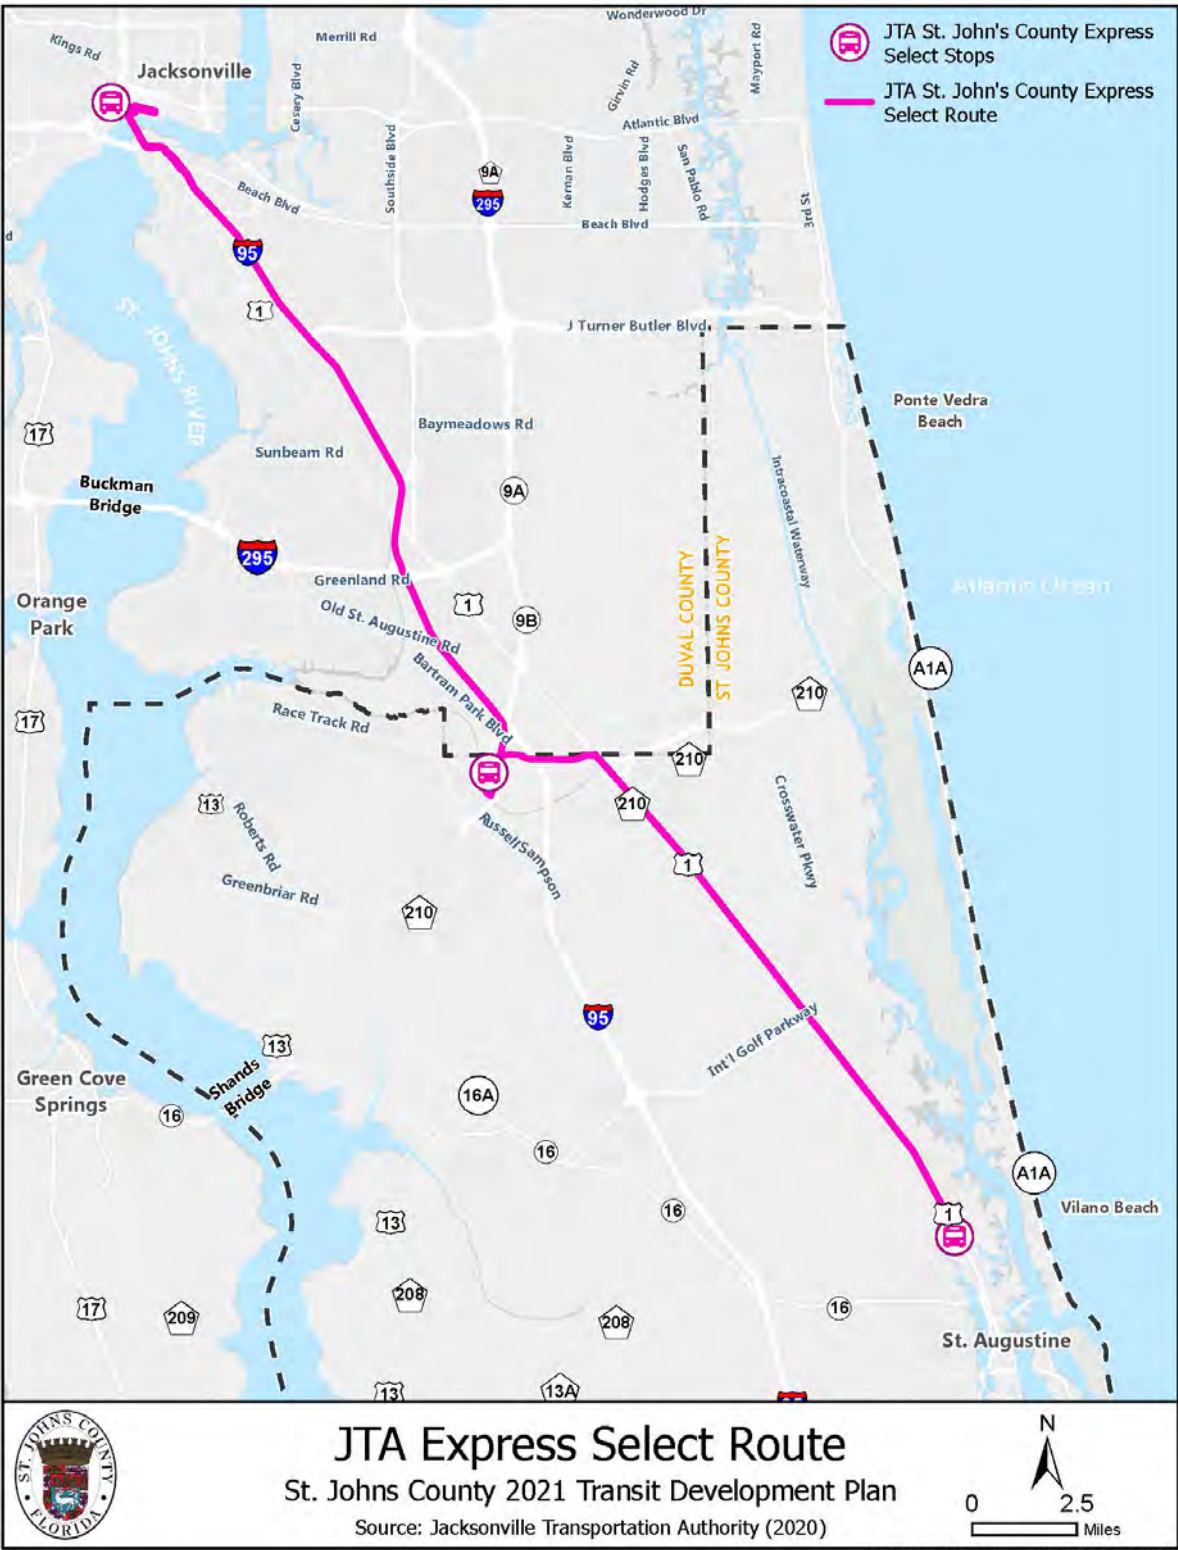 Wonderwood Dr
Kings Rd
Merrill Rd
Jacksonville
Cesery Blvd
Girvin Rd
Mayport Rd
JTA St. John's County Express
Select Stops
JTA St. John's County Express
Select Route
Atlantic Blvd
Southside Blvd
Kernan Blvd
Hodges Blvd
San Pablo Rd
9A
295
3rd St
Beach Blvd
Beach Blvd
d
95
1
ST. JOHNS RIVER
J Turner Butler Blvd
Ponte Vedra
Beach
17
Baymeadows Rd
Sunbeam Rd
Buckman
Bridge
9A
Intracoastal Waterway
295
Greenland Rd
DUVAL COUNTY
ST JOHNS COUNTY
Atlantic Ocean
Orange
Park
1
9B
Old St. Augustine Rd
Bartram Park Blvd
A1A
210
17
Race Track Rd
210
13
Roberts Rd
210
Crosswater Pkwy
Russell Sampson
1
Greenbriar Rd
210
95
Int'l Golf Parkway
13
Shands
Bridge
Green Cove
Springs
16
16A
16
A1A
Vilano Beach
13
16
1
17
209
208
208
16
St. Augustine
13
13A
ST. JOHNS COUNTY
FLORIDA
JTA Express Select Route
St. Johns County 2021 Transit Development Plan
Source: Jacksonville Transportation Authority (2020)
N
0 2.5
Miles